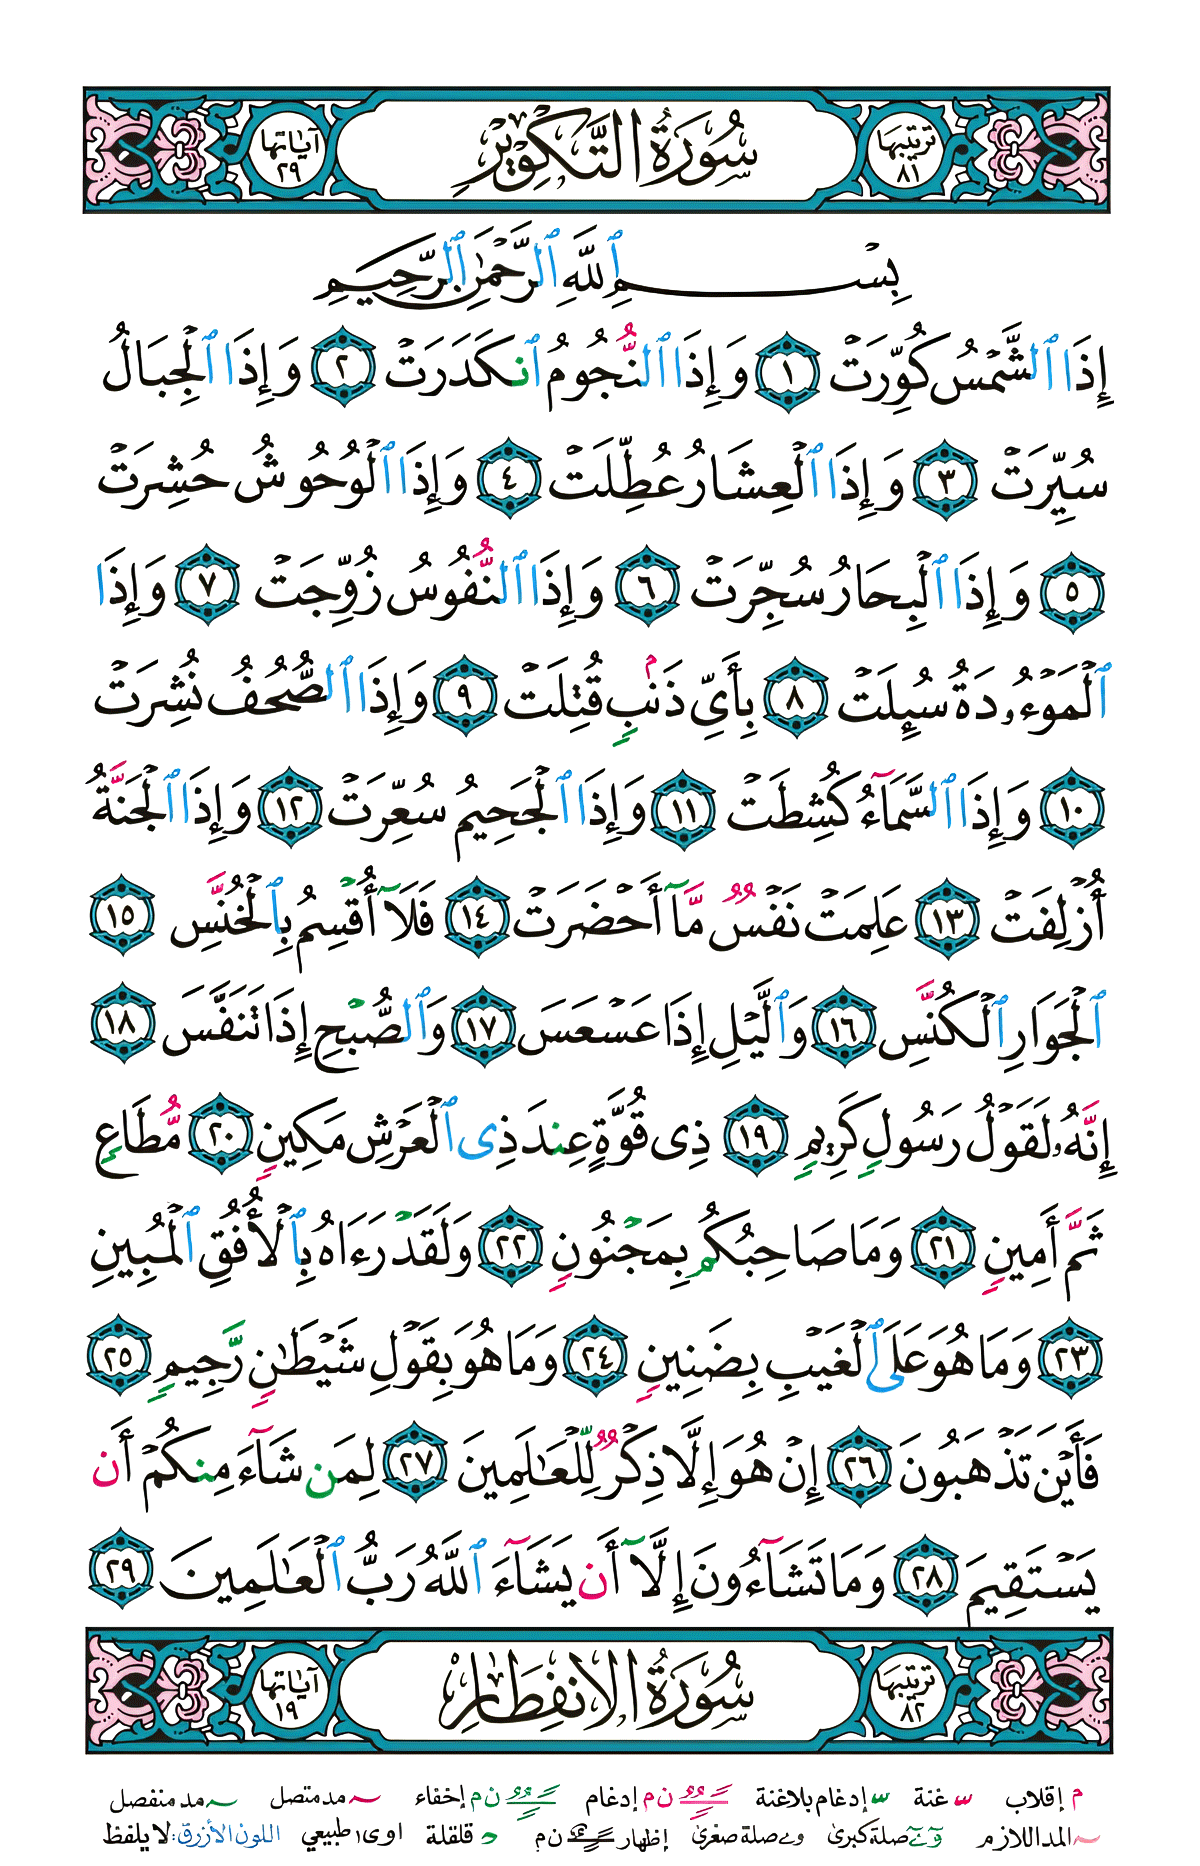 ترتيبها ٨١ سُورَةُ التَّكْوِيرِ آياتها ٢٩
بِسْمِ ٱللَّهِ ٱلرَّحْمَٰنِ ٱلرَّحِيمِ
إِذَا ٱلشَّمْسُ كُوِّرَتْ ١ وَإِذَا ٱلنُّجُومُ ٱنكَدَرَتْ ٢ وَإِذَا ٱلْجِبَالُ
سُيِّرَتْ ٣ وَإِذَا ٱلْعِشَارُ عُطِّلَتْ ٤ وَإِذَا ٱلْوُحُوشُ حُشِرَتْ
٥ وَإِذَا ٱلْبِحَارُ سُجِّرَتْ ٦ وَإِذَا ٱلنُّفُوسُ زُوِّجَتْ ٧ وَإِذَا
ٱلْمَوْءُۥدَةُ سُئِلَتْ ٨ بِأَىِّ ذَنۢبٍ قُتِلَتْ ٩ وَإِذَا ٱلصُّحُفُ نُشِرَتْ
١٠ وَإِذَا ٱلسَّمَآءُ كُشِطَتْ ١١ وَإِذَا ٱلْجَحِيمُ سُعِّرَتْ ١٢ وَإِذَا ٱلْجَنَّةُ
أُزْلِفَتْ ١٣ عَلِمَتْ نَفْسٌ مَّآ أَحْضَرَتْ ١٤ فَلَآ أُقْسِمُ بِٱلْخُنَّسِ ١٥
ٱلْجَوَارِ ٱلْكُنَّسِ ١٦ وَٱلَّيْلِ إِذَا عَسْعَسَ ١٧ وَٱلصُّبْحِ إِذَا تَنَفَّسَ ١٨
إِنَّهُۥ لَقَوْلُ رَسُولٍ كَرِيمٍ ١٩ ذِى قُوَّةٍ عِندَ ذِى ٱلْعَرْشِ مَكِينٍ ٢٠ مُّطَاعٍ
ثَمَّ أَمِينٍ ٢١ وَمَا صَاحِبُكُم بِمَجْنُونٍ ٢٢ وَلَقَدْ رَءَاهُ بِٱلْأُفُقِ ٱلْمُبِينِ
٢٣ وَمَا هُوَ عَلَى ٱلْغَيْبِ بِضَنِينٍ ٢٤ وَمَا هُوَ بِقَوْلِ شَيْطَٰنٍ رَّجِيمٍ ٢٥
فَأَيْنَ تَذْهَبُونَ ٢٦ إِنْ هُوَ إِلَّا ذِكْرٌ لِّلْعَٰلَمِينَ ٢٧ لِمَن شَآءَ مِنكُمْ أَن
يَسْتَقِيمَ ٢٨ وَمَا تَشَآءُونَ إِلَّآ أَن يَشَآءَ ٱللَّهُ رَبُّ ٱلْعَٰلَمِينَ ٢٩
ترتيبها ٨٢ سُورَةُ الانفِطَارِ آياتها ١٩
م إقلاب ـّ غنة ـّ إدغام بلاغنة ن م إدغام ن م إخفاء ~ مد متصل ~ مد منفصل
~ المد اللازم صلة كبرى و ے صلة صغرى إظهار ن م قلقلة ا و ى طبيعي اللون الأزرق: لا يلفظ